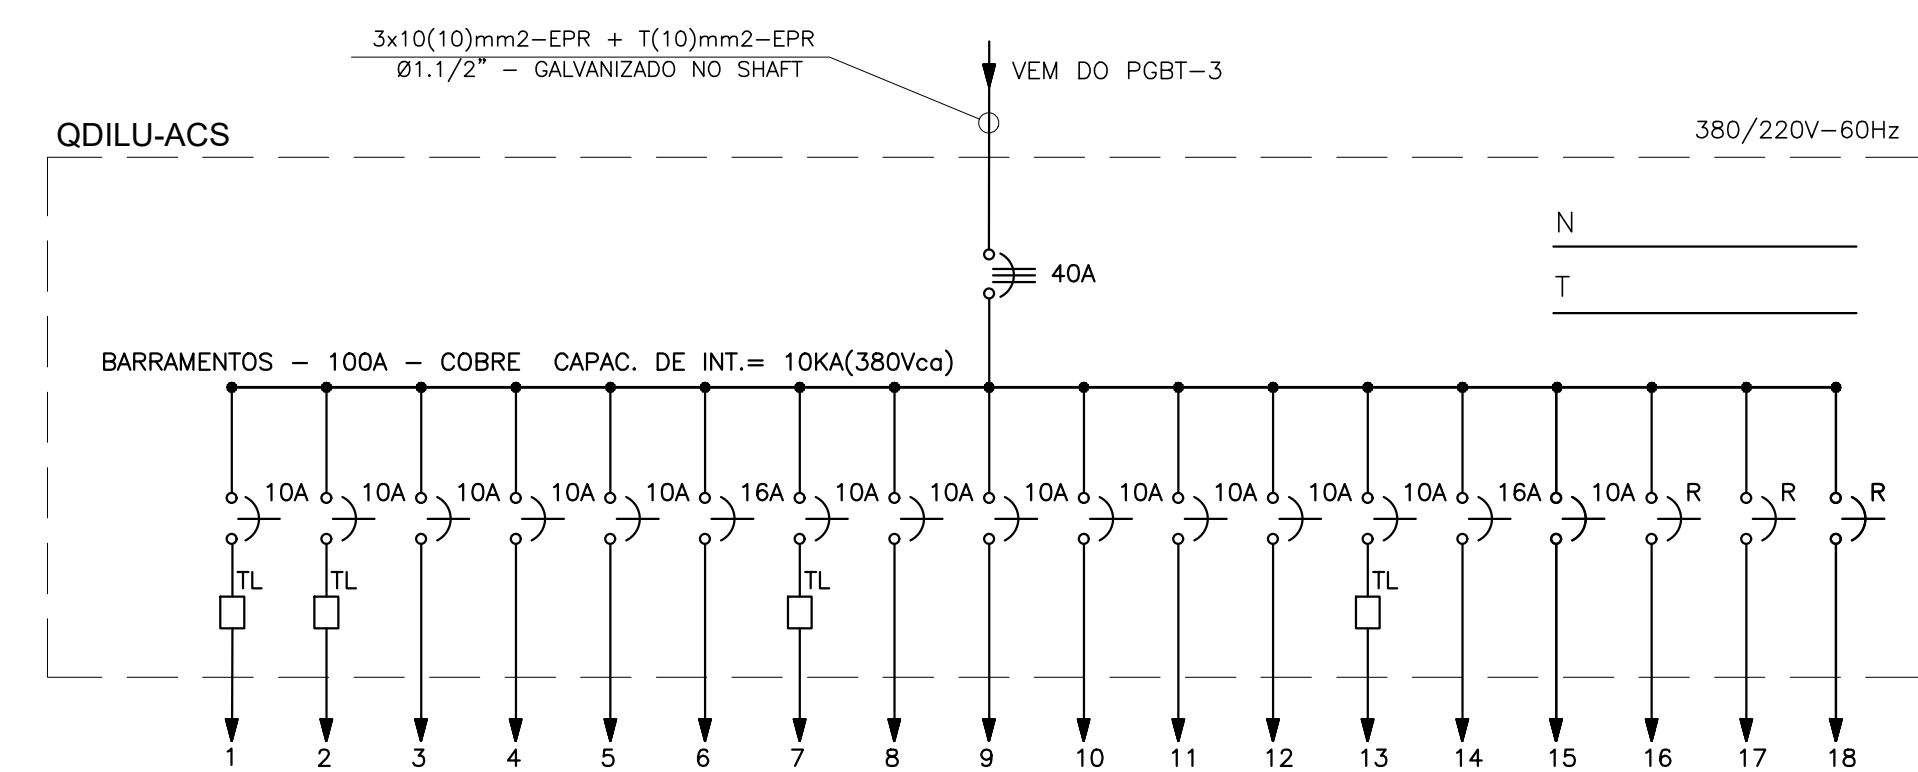 3x10(10)mm2-EPR + T(10)mm2-EPR
Ø1.1/2" - GALVANIZADO NO SHAFT
VEM DO PGBT-3
QDILU-ACS
380/220V-60Hz
N
T
40A
BARRAMENTOS - 100A - COBRE CAPAC. DE INT.= 10KA(380Vca)
10A 10A 10A 10A 10A 16A 10A 10A 10A 10A 10A 10A 10A 16A 10A R R R
TL TL TL TL
1 2 3 4 5 6 7 8 9 10 11 12 13 14 15 16 17 18